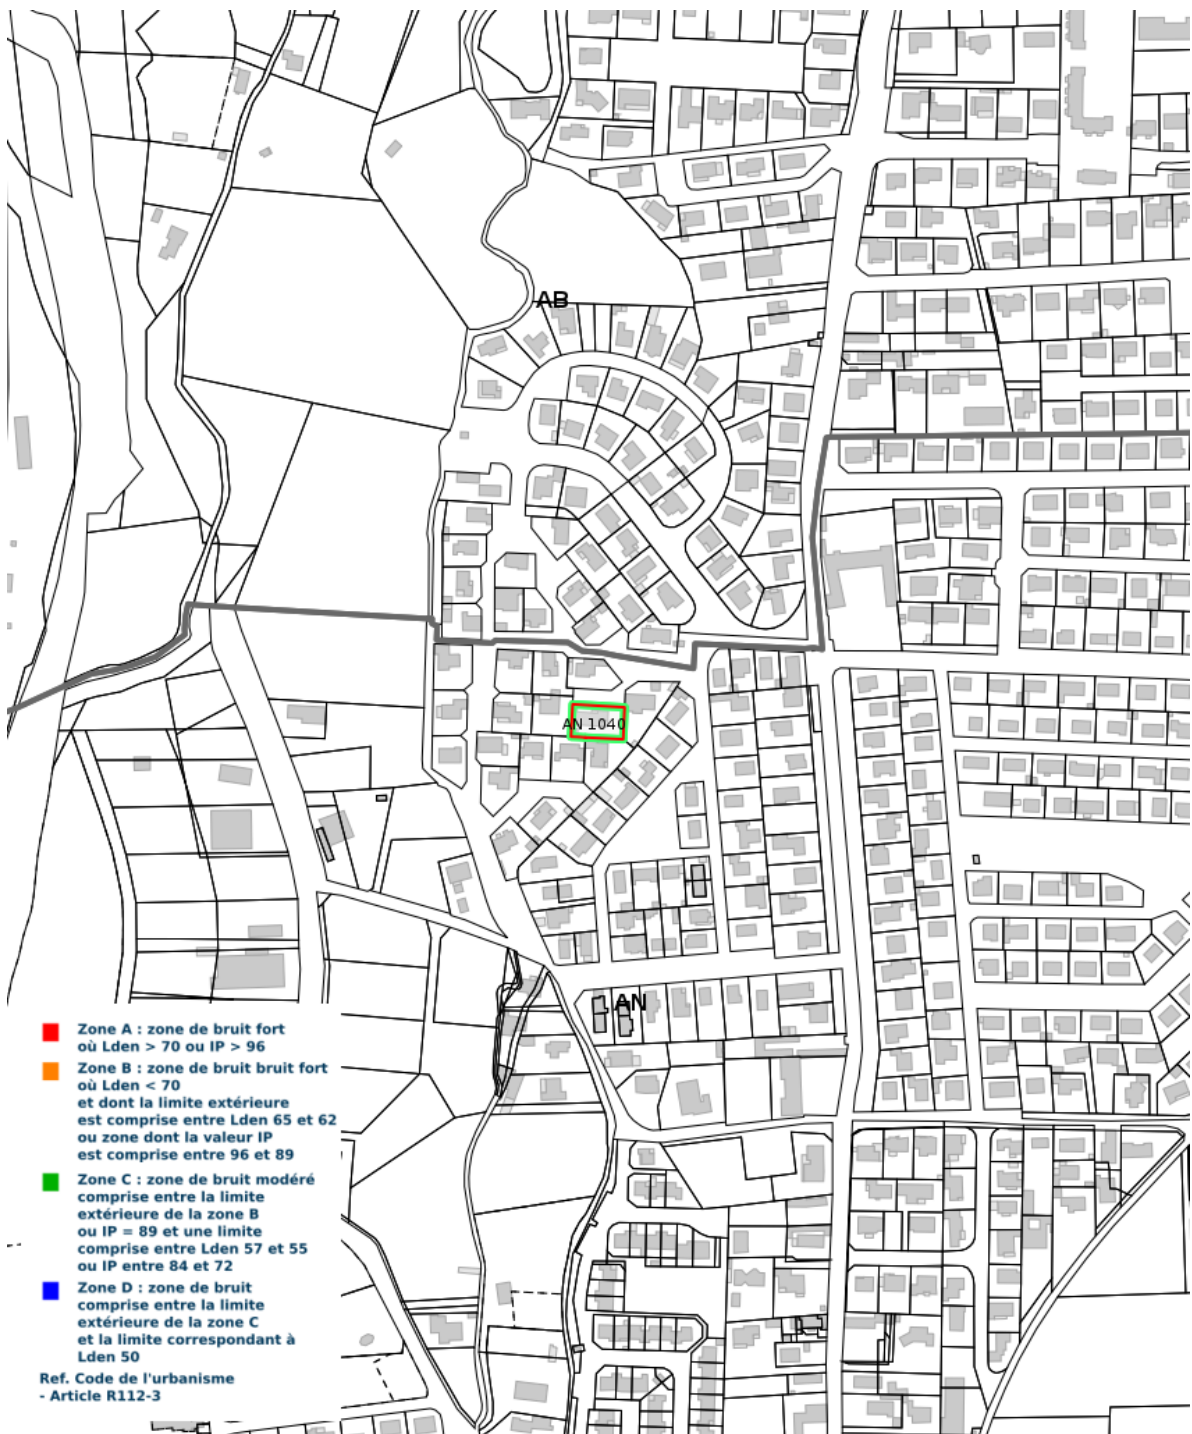 AB
AN 1040
AN
Zone A : zone de bruit fort
où Lden > 70 ou IP > 96
Zone B : zone de bruit bruit fort
où Lden < 70
et dont la limite extérieure
est comprise entre Lden 65 et 62
ou zone dont la valeur IP
est comprise entre 96 et 89
Zone C : zone de bruit modéré
comprise entre la limite
extérieure de la zone B
ou IP = 89 et une limite
comprise entre Lden 57 et 55
ou IP entre 84 et 72
Zone D : zone de bruit
comprise entre la limite
extérieure de la zone C
et la limite correspondant à
Lden 50
Ref. Code de l'urbanisme
- Article R112-3